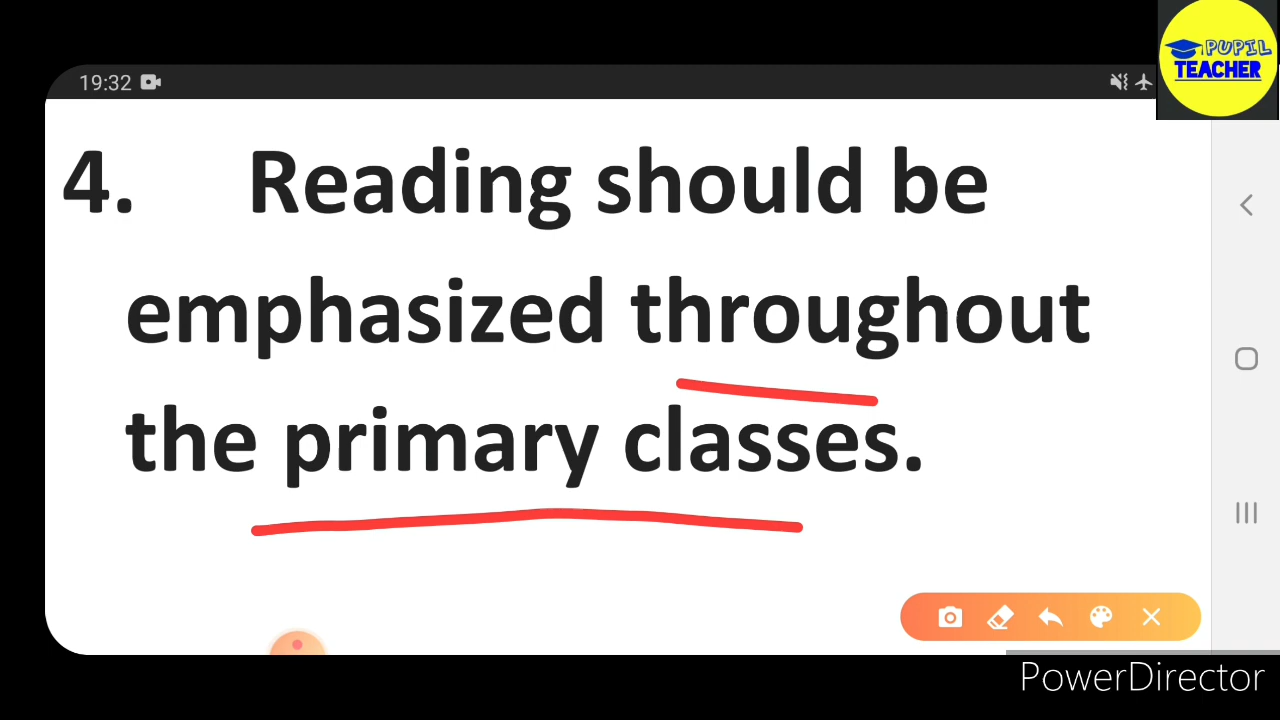 PUPIL
TEACHER
19:32
4. Reading should be
emphasized throughout
the primary classes.
PowerDirector